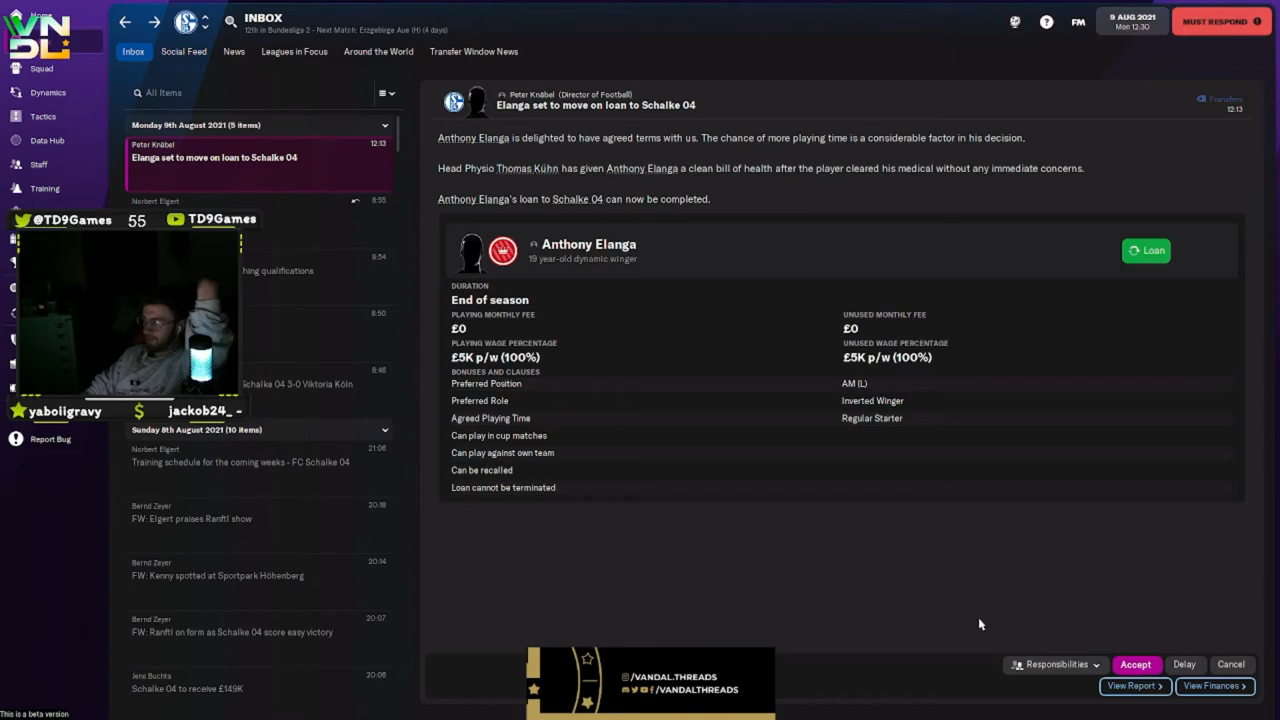 VNDL
Home
INBOX
12th in Bundesliga 2 - Next Match: Erzgebirge Aue (H) (4 days)
FM
9 AUG 2021
Mon 12:30
MUST RESPOND
Inbox
Social Feed
News
Leagues in Focus
Around the World
Transfer Window News
Squad
Dynamics
Tactics
Data Hub
Staff
Training
Report Bug
All Items
Monday 9th August 2021 (5 items)
Peter Knäbel
12:13
Elanga set to move on loan to Schalke 04
Norbert Elgert
8:55
8:54
hing qualifications
8:50
8:46
Schalke 04 3-0 Viktoria Köln
Sunday 8th August 2021 (10 items)
Norbert Elgert
21:06
Training schedule for the coming weeks - FC Schalke 04
Bernd Zeyer
20:18
FW: Elgert praises Ranftl show
Bernd Zeyer
20:14
FW: Kenny spotted at Sportpark Höhenberg
Bernd Zeyer
20:07
FW: Ranftl on form as Schalke 04 score easy victory
Jens Buchta
20:06
Schalke 04 to receive £149K
@TD9Games
55
TD9Games
yaboiigravy
$
jackob24_ -
Peter Knäbel (Director of Football)
Elanga set to move on loan to Schalke 04
Transfers
12:13
Anthony Elanga is delighted to have agreed terms with us. The chance of more playing time is a considerable factor in his decision.
Head Physio Thomas Kühn has given Anthony Elanga a clean bill of health after the player cleared his medical without any immediate concerns.
Anthony Elanga's loan to Schalke 04 can now be completed.
Anthony Elanga
19 year-old dynamic winger
Loan
DURATION
End of season
PLAYING MONTHLY FEE
£0
UNUSED MONTHLY FEE
£0
PLAYING WAGE PERCENTAGE
£5K p/w (100%)
UNUSED WAGE PERCENTAGE
£5K p/w (100%)
BONUSES AND CLAUSES
Preferred Position
AM (L)
Preferred Role
Inverted Winger
Agreed Playing Time
Regular Starter
Can play in cup matches
Can play against own team
Can be recalled
Loan cannot be terminated
Responsibilities
Accept
Delay
Cancel
View Report
View Finances
/VANDAL.THREADS
/VANDALTHREADS
This is a beta version